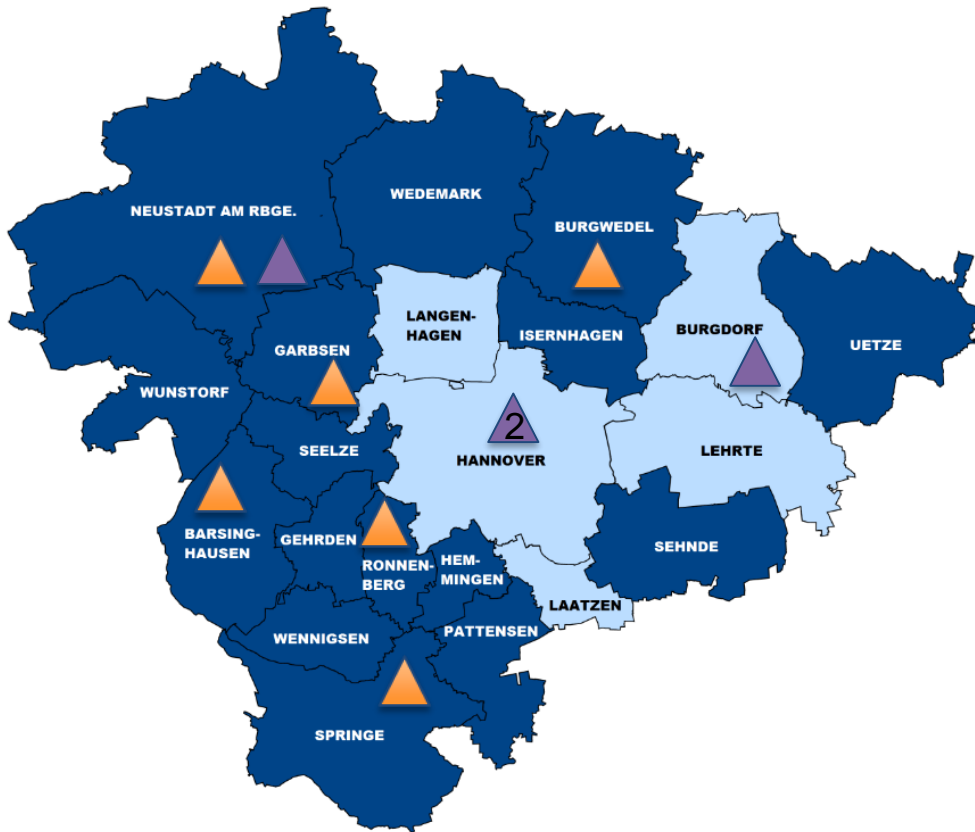 WEDEMARK
NEUSTADT AM RBGE.
BURGWEDEL
LANGEN-
HAGEN
ISERNHAGEN
BURGDORF
UETZE
GARBSEN
WUNSTORF
2
HANNOVER
SEELZE
LEHRTE
BARSING-
HAUSEN
GEHRDEN
RONNEN-
BERG
HEM-
MINGEN
SEHNDE
LAATZEN
WENNIGSEN
PATTENSEN
SPRINGE